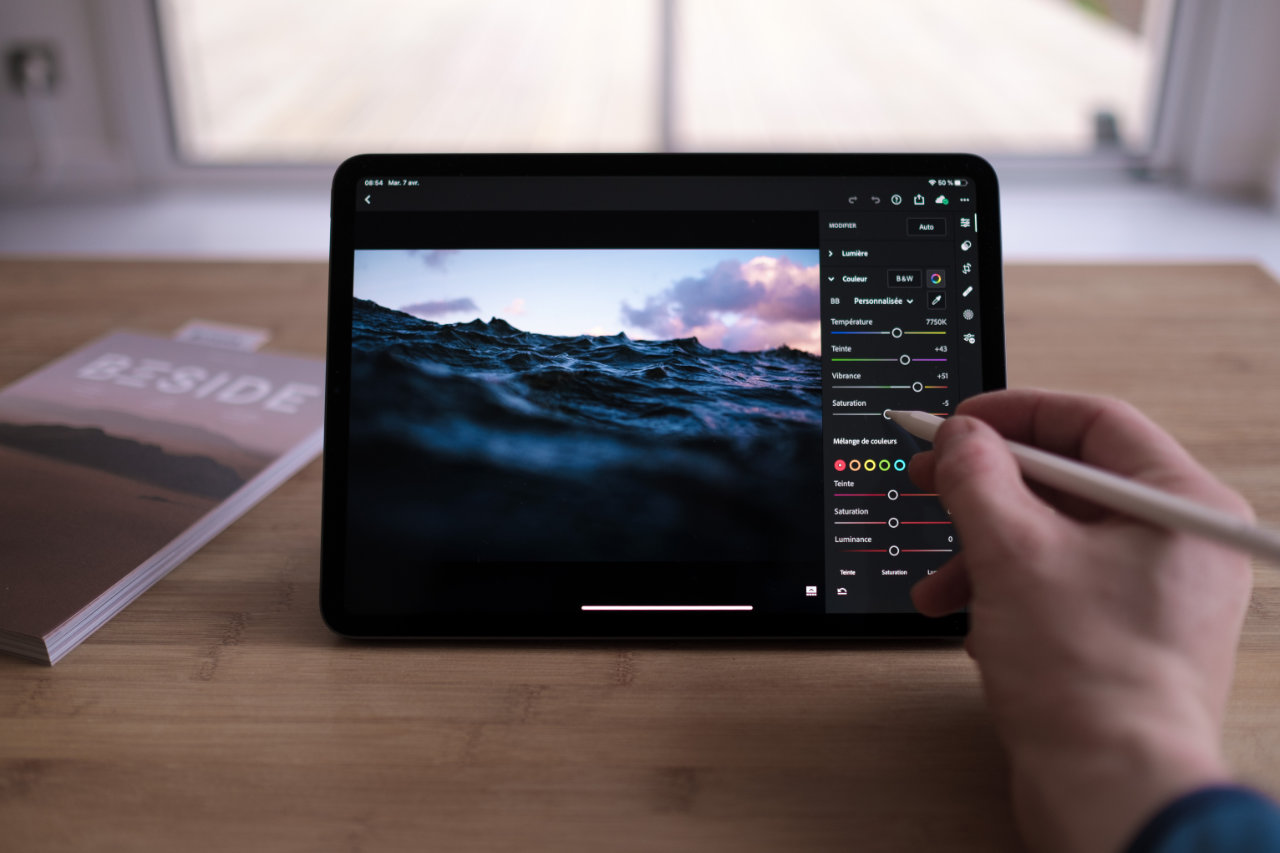 08:54 Mar. 7 avr.
50 %
MODIFIER
Auto
Lumière
Couleur
B&W
BB
Personnalisée
Température
7750K
Teinte
+43
Vibrance
+51
Saturation
-5
Mélange de couleurs
Teinte
Saturation
Luminance
0
Teinte
Saturation
BESIDE